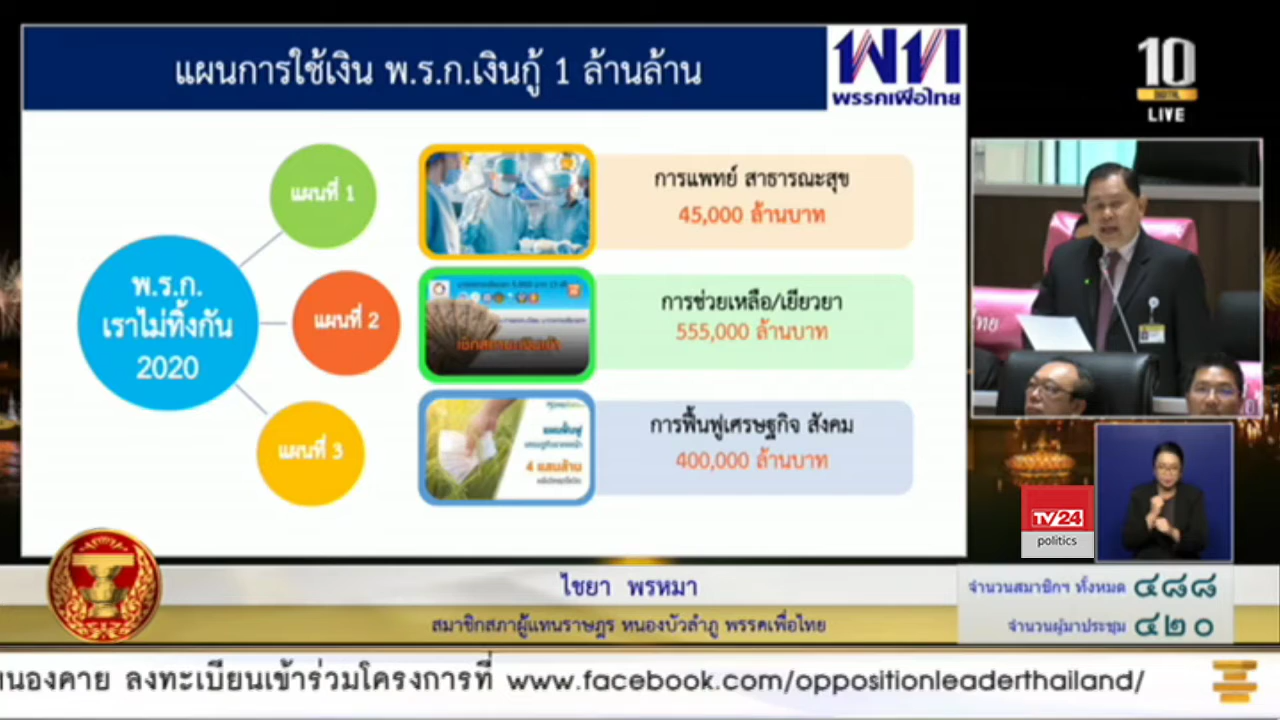 แผนการใช้เงิน พ.ร.ก.เงินกู้ 1 ล้านล้าน
พท
พรรคเพื่อไทย
10
DIGITAL
LIVE
แผนที่ 1
การแพทย์ สาธารณะสุข
45,000 ล้านบาท
พ.ร.ก.
เราไม่ทิ้งกัน
2020
แผนที่ 2
การช่วยเหลือ/เยียวยา
555,000 ล้านบาท
แผนที่ 3
การฟื้นฟูเศรษฐกิจ สังคม
400,000 ล้านบาท
แผนฟื้นฟู
4 แสนล้าน
TV24
politics
ไชยา พรหมา
สมาชิกสภาผู้แทนราษฎร หนองบัวลำภู พรรคเพื่อไทย
จำนวนสมาชิกฯ ทั้งหมด ๔๘๘
จำนวนผู้มาประชุม ๔๒๐
หนองคาย ลงทะเบียนเข้าร่วมโครงการที่ www.facebook.com/oppositionleaderthailand/